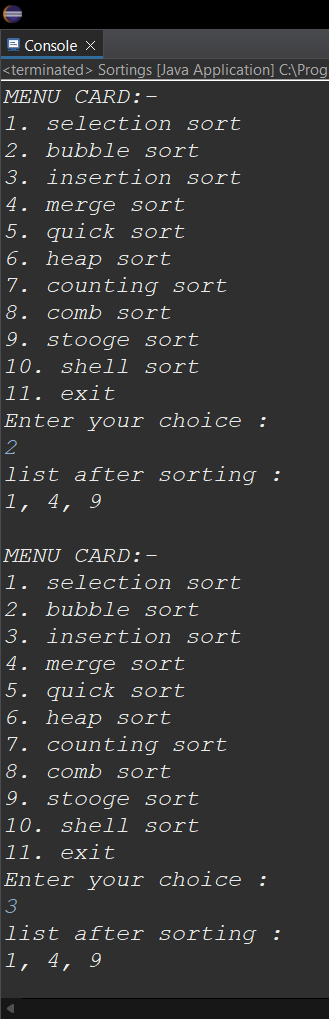 Console
<terminated> Sortings [Java Application] C:\Prog
MENU CARD:-
1. selection sort
2. bubble sort
3. insertion sort
4. merge sort
5. quick sort
6. heap sort
7. counting sort
8. comb sort
9. stooge sort
10. shell sort
11. exit
Enter your choice :
2
list after sorting :
1, 4, 9
MENU CARD:-
1. selection sort
2. bubble sort
3. insertion sort
4. merge sort
5. quick sort
6. heap sort
7. counting sort
8. comb sort
9. stooge sort
10. shell sort
11. exit
Enter your choice :
3
list after sorting :
1, 4, 9